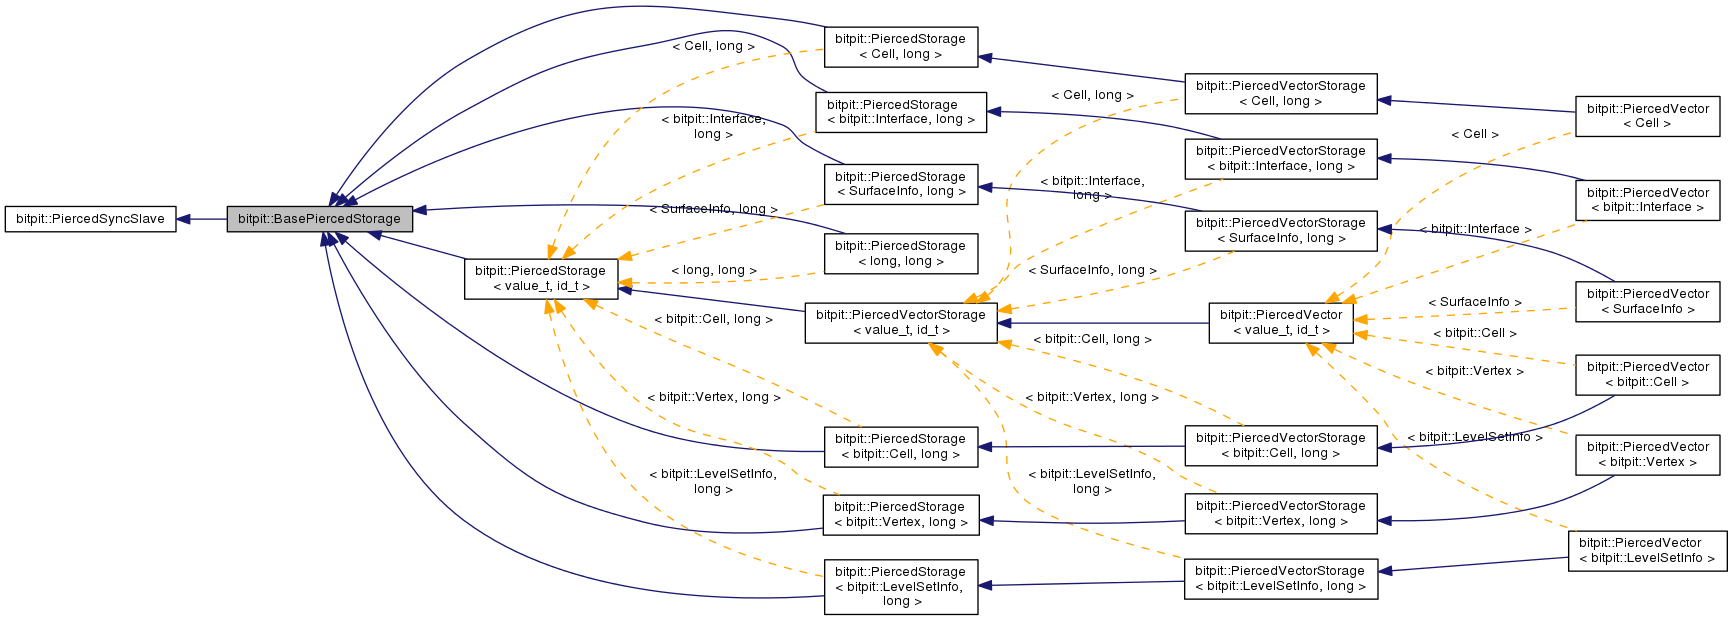 bitpit::PiercedSyncSlave
bitpit::BasePiercedStorage
bitpit::PiercedStorage
< value_t, id_t >
bitpit::PiercedStorage
< Cell, long >
bitpit::PiercedStorage
< bitpit::Interface, long >
bitpit::PiercedStorage
< SurfaceInfo, long >
bitpit::PiercedStorage
< long, long >
bitpit::PiercedStorage
< bitpit::Cell, long >
bitpit::PiercedStorage
< bitpit::Vertex, long >
bitpit::PiercedStorage
< bitpit::LevelSetInfo,
long >
< Cell, long >
< bitpit::Interface,
long >
< SurfaceInfo, long >
< long, long >
< bitpit::Cell, long >
< bitpit::Vertex, long >
< bitpit::LevelSetInfo,
long >
bitpit::PiercedVectorStorage
< value_t, id_t >
bitpit::PiercedVectorStorage
< Cell, long >
bitpit::PiercedVectorStorage
< bitpit::Interface, long >
bitpit::PiercedVectorStorage
< SurfaceInfo, long >
bitpit::PiercedVectorStorage
< bitpit::Cell, long >
bitpit::PiercedVectorStorage
< bitpit::Vertex, long >
bitpit::PiercedVectorStorage
< bitpit::LevelSetInfo, long >
< Cell, long >
< bitpit::Interface,
long >
< SurfaceInfo, long >
< bitpit::Cell, long >
< bitpit::Vertex, long >
< bitpit::LevelSetInfo,
long >
bitpit::PiercedVector
< value_t, id_t >
bitpit::PiercedVector
< Cell >
bitpit::PiercedVector
< bitpit::Interface >
bitpit::PiercedVector
< SurfaceInfo >
bitpit::PiercedVector
< bitpit::Cell >
bitpit::PiercedVector
< bitpit::Vertex >
bitpit::PiercedVector
< bitpit::LevelSetInfo >
< Cell >
< bitpit::Interface >
< SurfaceInfo >
< bitpit::Cell >
< bitpit::Vertex >
< bitpit::LevelSetInfo >